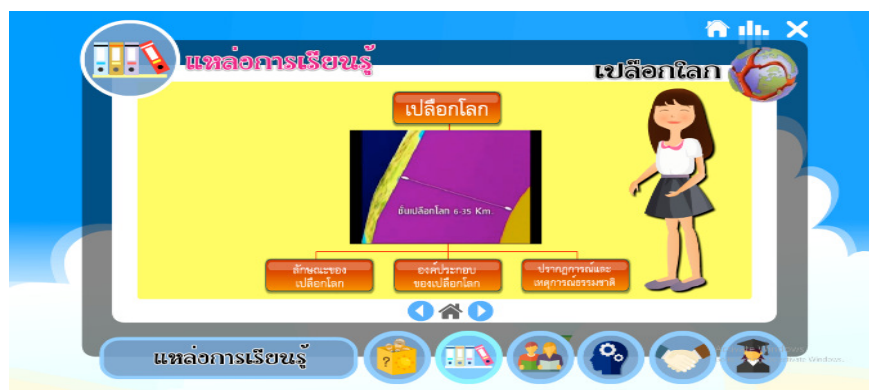 แหล่งการเรียนรู้
เปลือกโลก
เปลือกโลก
ชั้นเปลือกโลก 6-35 Km.
ลักษณะของ
เปลือกโลก
องค์ประกอบ
ของเปลือกโลก
ปรากฏการณ์และ
เหตุการณ์ธรรมชาติ
แหล่งการเรียนรู้
?